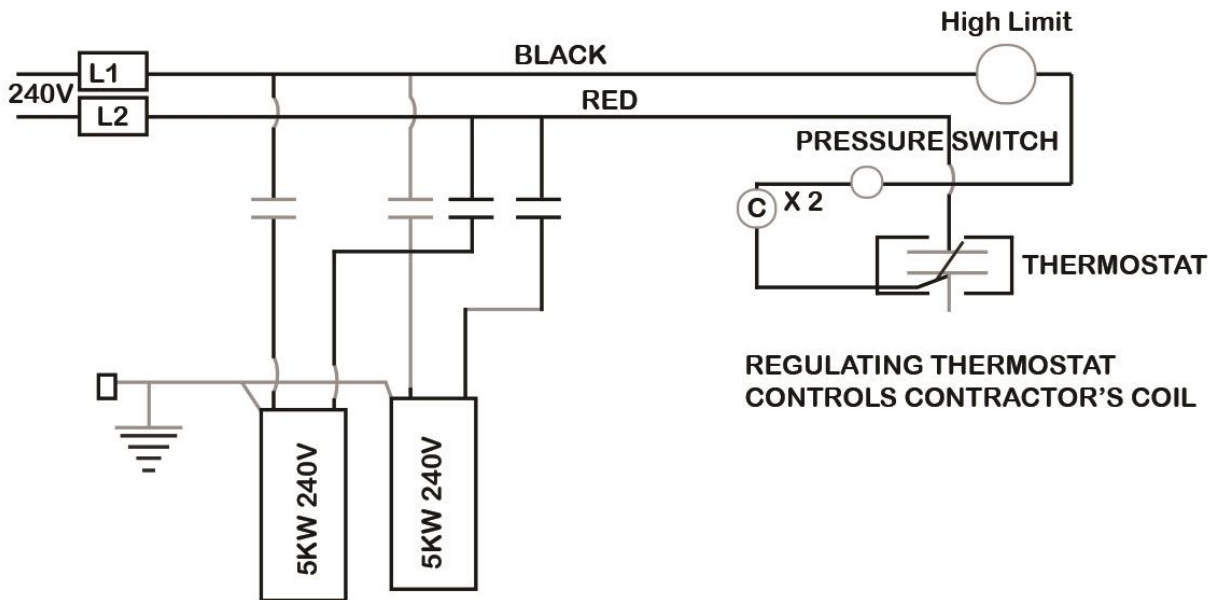 High Limit
BLACK
L1
240V
RED
L2
PRESSURE SWITCH
C
X 2
THERMOSTAT
REGULATING THERMOSTAT
CONTROLS CONTRACTOR'S COIL
5KW 240V
5KW 240V